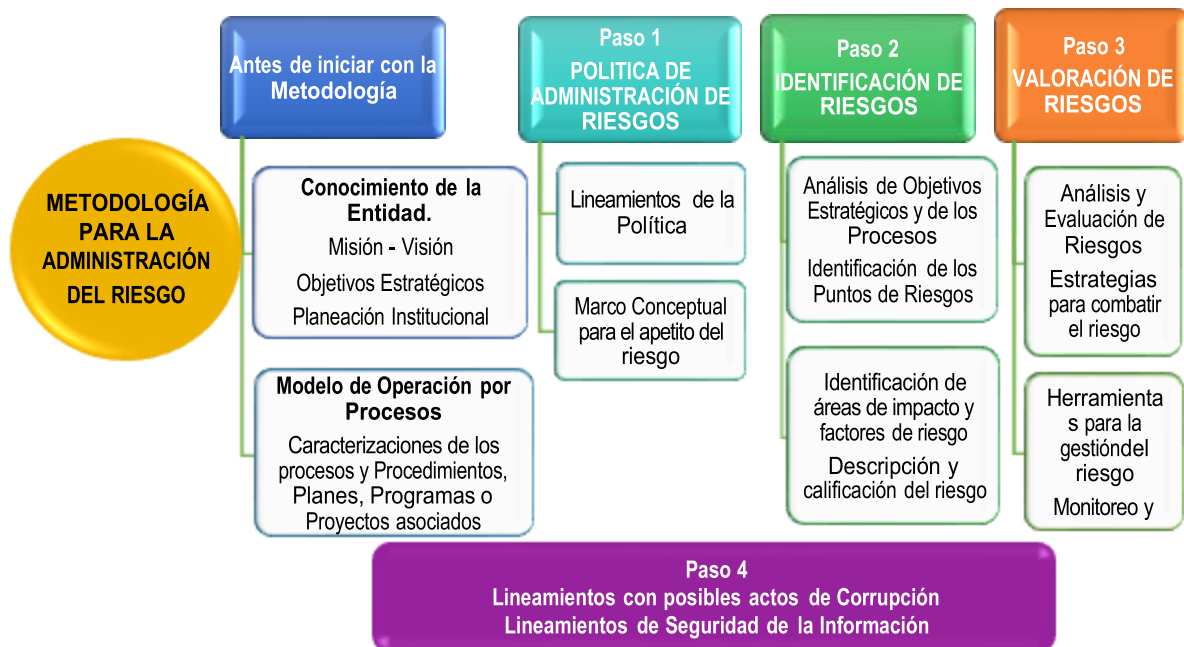 METODOLOGÍA
PARA LA
ADMINISTRACIÓN
DEL RIESGO
Antes de iniciar con la
Metodología
Conocimiento de la
Entidad.
Misión - Visión
Objetivos Estratégicos
Planeación Institucional
Modelo de Operación por
Procesos
Caracterizaciones de los
procesos y Procedimientos,
Planes, Programas o
Proyectos asociados
Paso 1
POLITICA DE
ADMINISTRACIÓN DE
RIESGOS
Lineamientos de la
Política
Marco Conceptual
para el apetito del
riesgo
Paso 2
IDENTIFICACIÓN DE
RIESGOS
Análisis de Objetivos
Estratégicos y de los
Procesos
Identificación de los
Puntos de Riesgos
Identificación de
áreas de impacto y
factores de riesgo
Descripción y
calificación del riesgo
Paso 3
VALORACIÓN DE
RIESGOS
Análisis y
Evaluación de
Riesgos
Estrategias
para combatir
el riesgo
Herramienta
s para la
gestióndel
riesgo
Monitoreo y
Paso 4
Lineamientos con posibles actos de Corrupción
Lineamientos de Seguridad de la Información